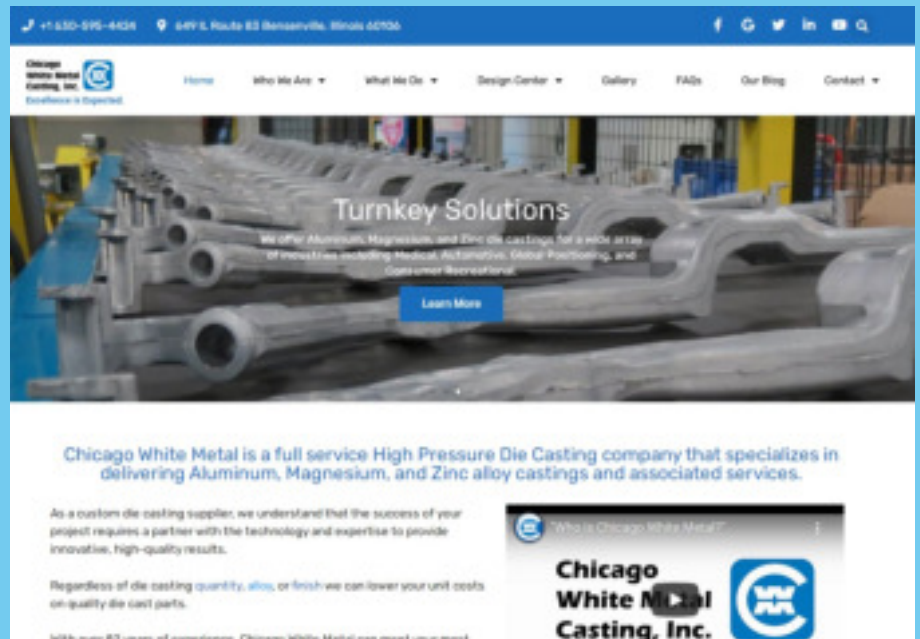 +1 630-595-4424 649 S. Route 83 Bensenville, Illinois 60106
Chicago
White Metal
Casting, Inc.
Excellence is Expected.
Home Who We Are What We Do Design Center Gallery FAQs Our Blog Contact
Turnkey Solutions
We offer Aluminum, Magnesium, and Zinc die castings for a wide array
of industries including Medical, Automotive, Global Positioning, and
Consumer Recreational.
Learn More
Chicago White Metal is a full service High Pressure Die Casting company that specializes in
delivering Aluminum, Magnesium, and Zinc alloy castings and associated services.
As a custom die casting supplier, we understand that the success of your
project requires a partner with the technology and expertise to provide
innovative, high-quality results.
Regardless of die casting quantity, alloy, or finish we can lower your unit costs
on quality die cast parts.
"Who is Chicago White Metal?"
Chicago
White Metal
Casting, Inc.